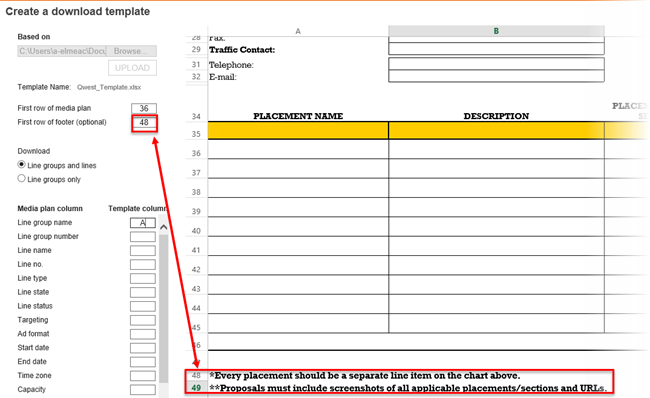 Create a download template
Based on
C:\Users\a-elmeac\Docu Browse...
UPLOAD
Template Name: Qwest_Template.xlsx
First row of media plan 36
First row of footer (optional) 48
Download
Line groups and lines
Line groups only
Media plan column Template column
Line group name A
Line group number
Line name
Line no.
Line type
Line state
Line status
Targeting
Ad format
Start date
End date
Time zone
Capacity
A B
28 Fax:
29 Traffic Contact:
31 Telephone:
32 E-mail:
34 PLACEMENT NAME DESCRIPTION
35
36
37
38
39
40
41
42
43
44
45
46
48 *Every placement should be a separate line item on the chart above.
49 **Proposals must include screenshots of all applicable placements/sections and URLs.